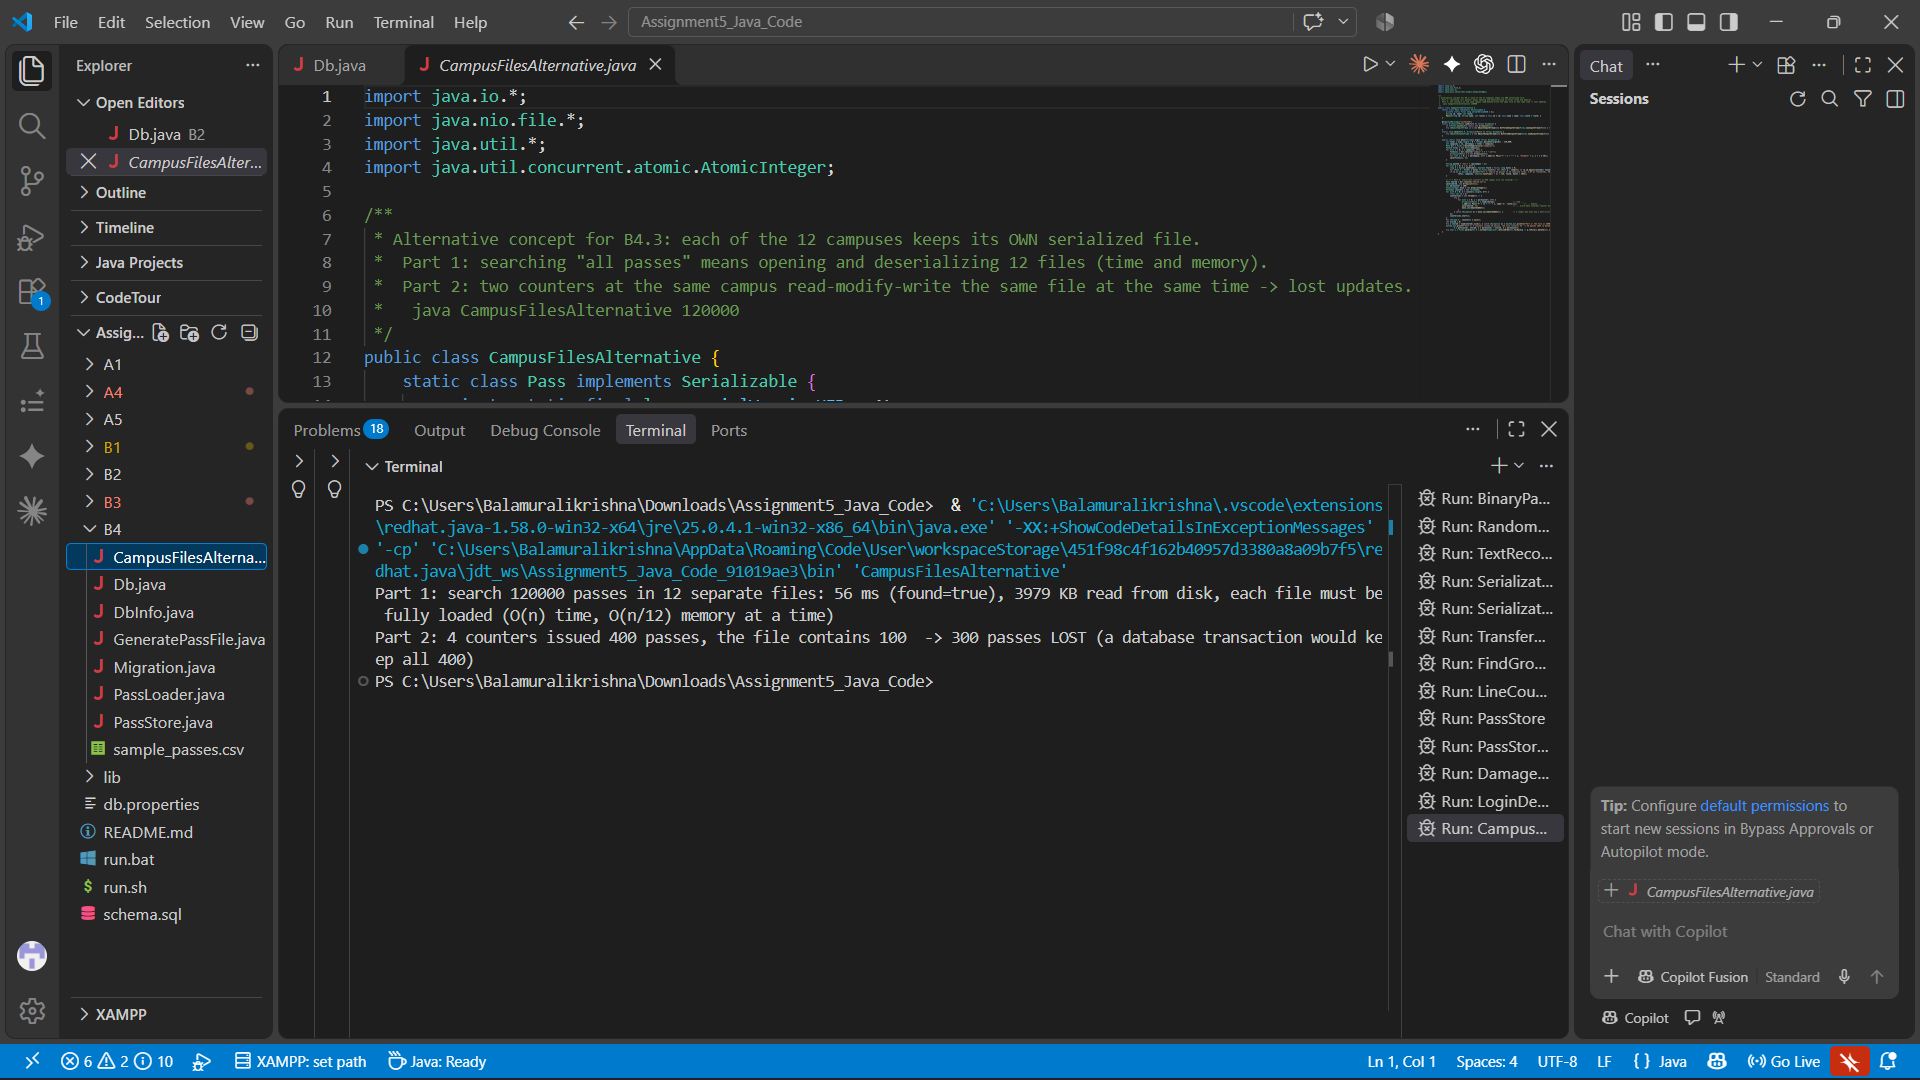 File Edit Selection View Go Run Terminal Help
Assignment5_Java_Code
Explorer
Open Editors
Db.java B2
CampusFilesAlter...
Outline
Timeline
Java Projects
CodeTour
Assig...
A1
A4
A5
B1
B2
B3
B4
CampusFilesAlterna...
Db.java
DbInfo.java
GeneratePassFile.java
Migration.java
PassLoader.java
PassStore.java
sample_passes.csv
lib
db.properties
README.md
run.bat
run.sh
schema.sql
XAMPP
1
Db.java
CampusFilesAlternative.java
1 import java.io.*;
2 import java.nio.file.*;
3 import java.util.*;
4 import java.util.concurrent.atomic.AtomicInteger;
5
6 /**
7 * Alternative concept for B4.3: each of the 12 campuses keeps its OWN serialized file.
8 *  Part 1: searching "all passes" means opening and deserializing 12 files (time and memory).
9 *  Part 2: two counters at the same campus read-modify-write the same file at the same time -> lost updates.
10 *   java CampusFilesAlternative 120000
11 */
12 public class CampusFilesAlternative {
13 static class Pass implements Serializable {
Problems 18 Output Debug Console Terminal Ports
Terminal
PS C:\Users\Balamuralikrishna\Downloads\Assignment5_Java_Code>  & 'C:\Users\Balamuralikrishna\.vscode\extensions
\redhat.java-1.58.0-win32-x64\jre\25.0.4.1-win32-x86_64\bin\java.exe' '-XX:+ShowCodeDetailsInExceptionMessages'
'-cp' 'C:\Users\Balamuralikrishna\AppData\Roaming\Code\User\workspaceStorage\451f98c4f162b40957d3380a8a09b7f5\re
dhat.java\jdt_ws\Assignment5_Java_Code_91019ae3\bin' 'CampusFilesAlternative'
Part 1: search 120000 passes in 12 separate files: 56 ms (found=true), 3979 KB read from disk, each file must be
fully loaded (O(n) time, O(n/12) memory at a time)
Part 2: 4 counters issued 400 passes, the file contains 100  -> 300 passes LOST (a database transaction would ke
ep all 400)
PS C:\Users\Balamuralikrishna\Downloads\Assignment5_Java_Code>
Run: BinaryPa...
Run: Random...
Run: TextReco...
Run: Serializat...
Run: Serializat...
Run: Transfer...
Run: FindGro...
Run: LineCou...
Run: PassStore
Run: PassStor...
Run: Damage...
Run: LoginDe...
Run: Campus...
Chat
Sessions
Tip: Configure default permissions to
start new sessions in Bypass Approvals or
Autopilot mode.
CampusFilesAlternative.java
Chat with Copilot
Copilot Fusion Standard
Copilot
6 2 10 XAMPP: set path Java: Ready
Ln 1, Col 1 Spaces: 4 UTF-8 LF {} Java Go Live